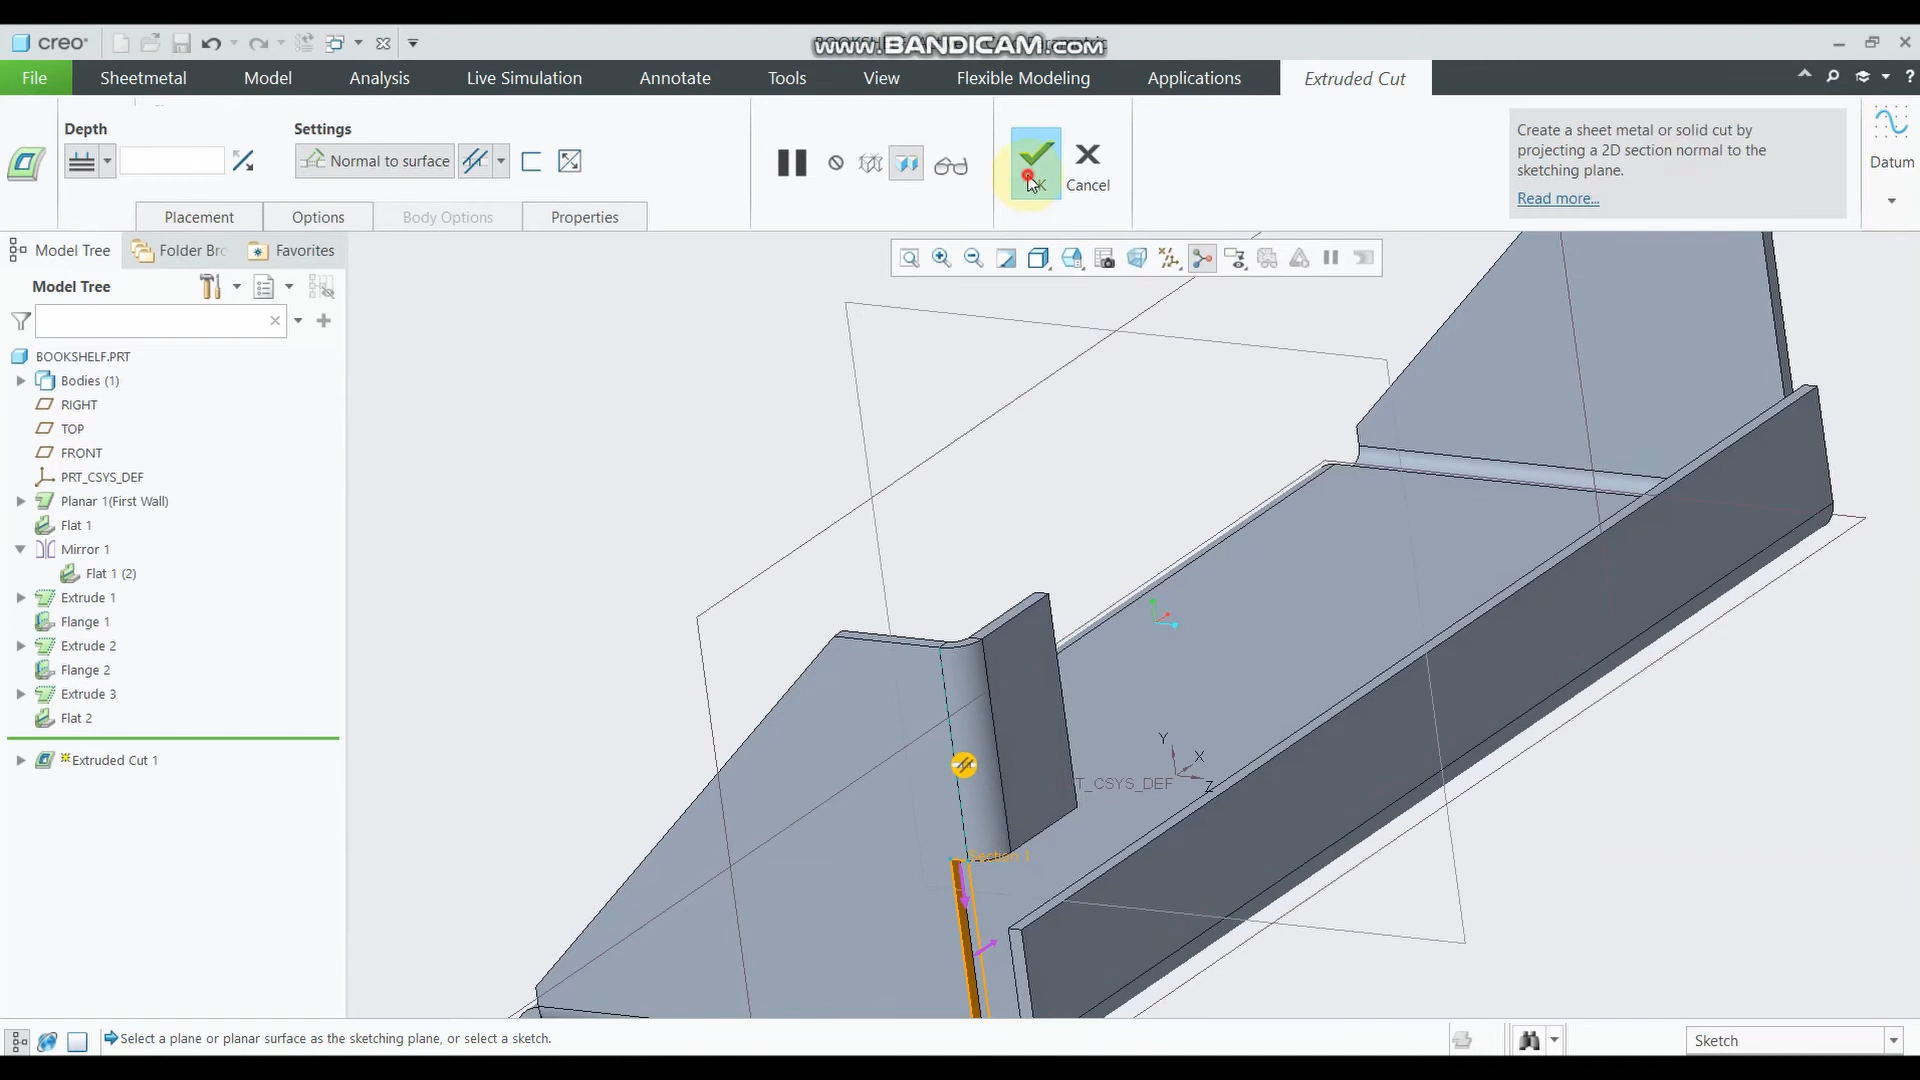 creo®
www.BANDICAM.com
File Sheetmetal Model Analysis Live Simulation Annotate Tools View Flexible Modeling Applications Extruded Cut
Depth Settings
Normal to surface
Cancel
Placement Options Body Options Properties
Create a sheet metal or solid cut by
projecting a 2D section normal to the
sketching plane.
Read more...
Datum
Model Tree Folder Bro Favorites
Model Tree
BOOKSHELF.PRT
Bodies (1)
RIGHT
TOP
FRONT
PRT_CSYS_DEF
Planar 1(First Wall)
Flat 1
Mirror 1
Flat 1 (2)
Extrude 1
Flange 1
Extrude 2
Flange 2
Extrude 3
Flat 2
Extruded Cut 1
Section 1
Y
X
Z
T_CSYS_DEF
Select a plane or planar surface as the sketching plane, or select a sketch.
Sketch